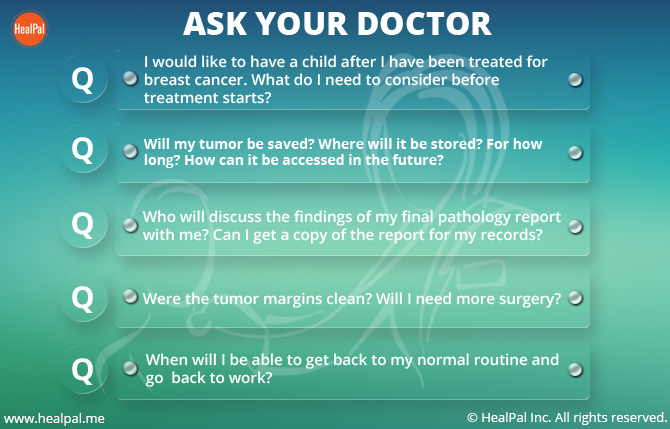 HealPal
ASK YOUR DOCTOR
Q
I would like to have a child after I have been treated for
breast cancer. What do I need to consider before
treatment starts?
Q
Will my tumor be saved? Where will it be stored? For how
long? How can it be accessed in the future?
Q
Who will discuss the findings of my final pathology report
with me? Can I get a copy of the report for my records?
Q
Were the tumor margins clean? Will I need more surgery?
Q
When will I be able to get back to my normal routine and
go  back to work?
www.healpal.me
© HealPal Inc. All rights reserved.